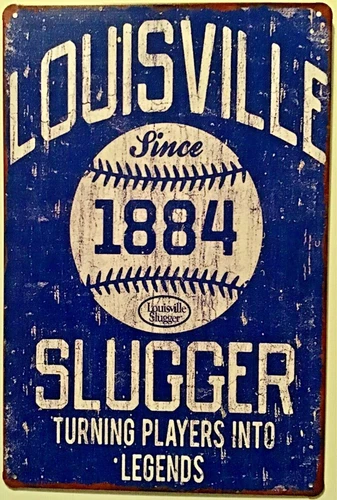 LOUISVILLE
Since
1884
Louisville
Slugger
SLUGGER
TURNING PLAYERS INTO
LEGENDS